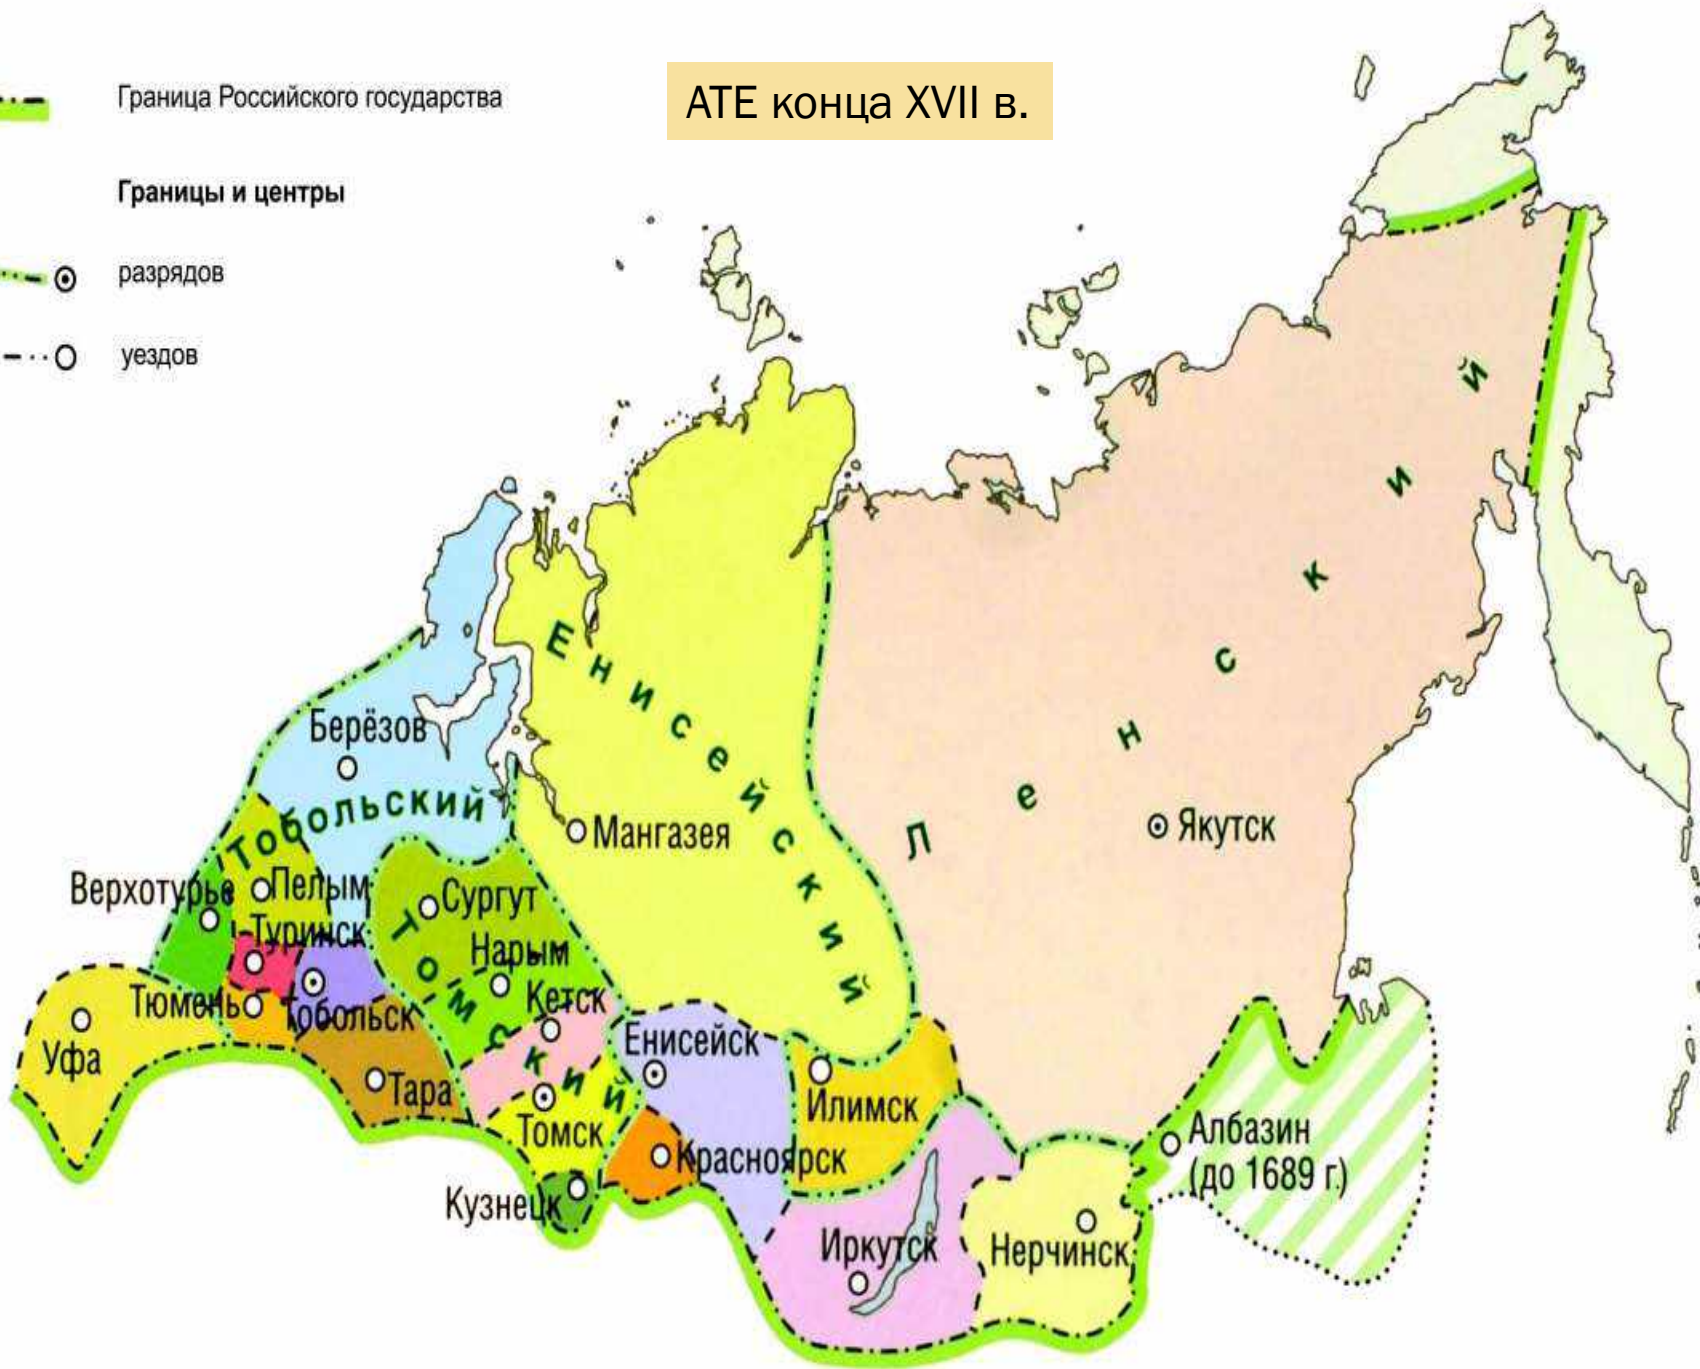 АТЕ конца XVII в.
Граница Российского государства
Границы и центры
разрядов
уездов
Енисейский
Ленский
Берёзов
Тобольский
Мангазея
Якутск
Верхотурье
Пелым
Сургут
Туринск
Томский
Нарым
Тюмень
Тобольск
Кетск
Уфа
Енисейск
Тара
Илимск
Томск
Красноярск
Албазин
(до 1689 г.)
Кузнецк
Иркутск
Нерчинск